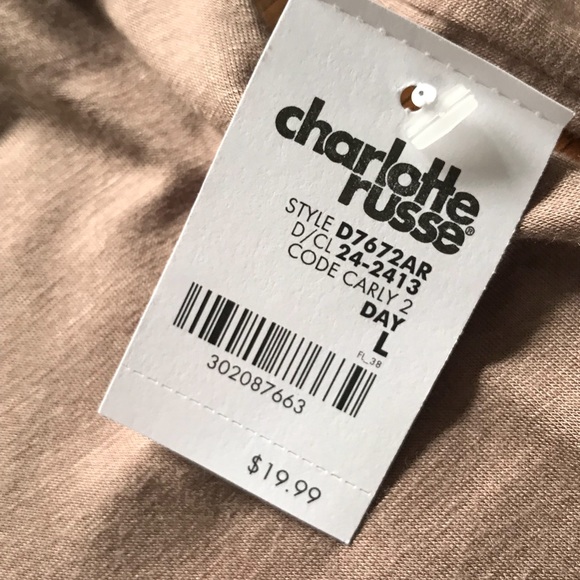 charlotte
russe®
STYLE D7672AR
D/CL 24-2413
CODE CARLY 2
DAY
L
FL_38
302087663
$19.99